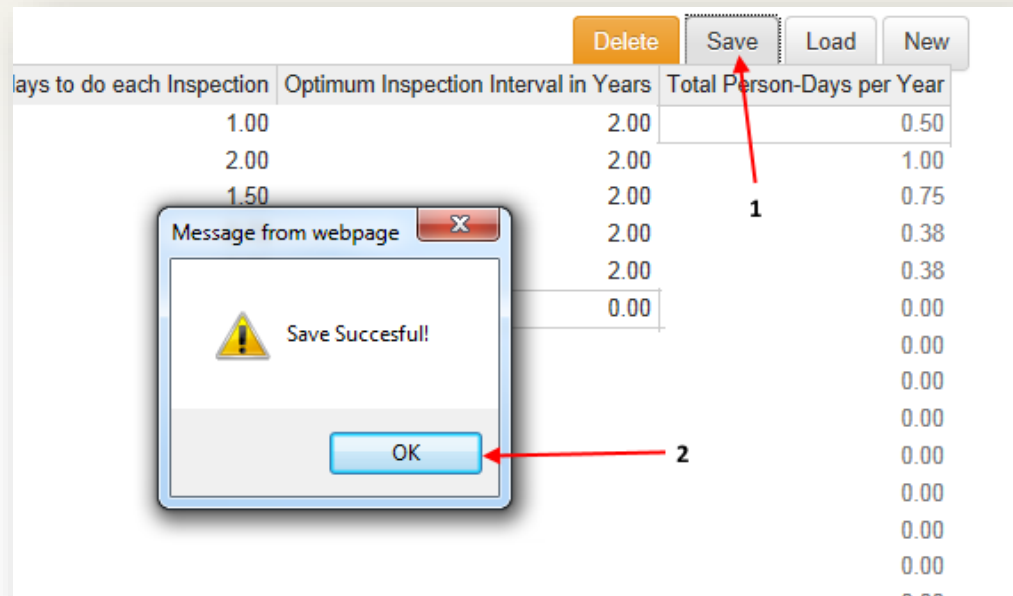 Delete Save Load New
lays to do each Inspection Optimum Inspection Interval in Years Total Person-Days per Year
1.00 2.00 0.50
2.00 2.00 1.00
1.50 2.00 0.75
1
Message from webpage X
2.00 0.38
2.00 0.38
0.00 0.00
Save Succesful!
0.00
0.00
0.00
OK
2
0.00
0.00
0.00
0.00